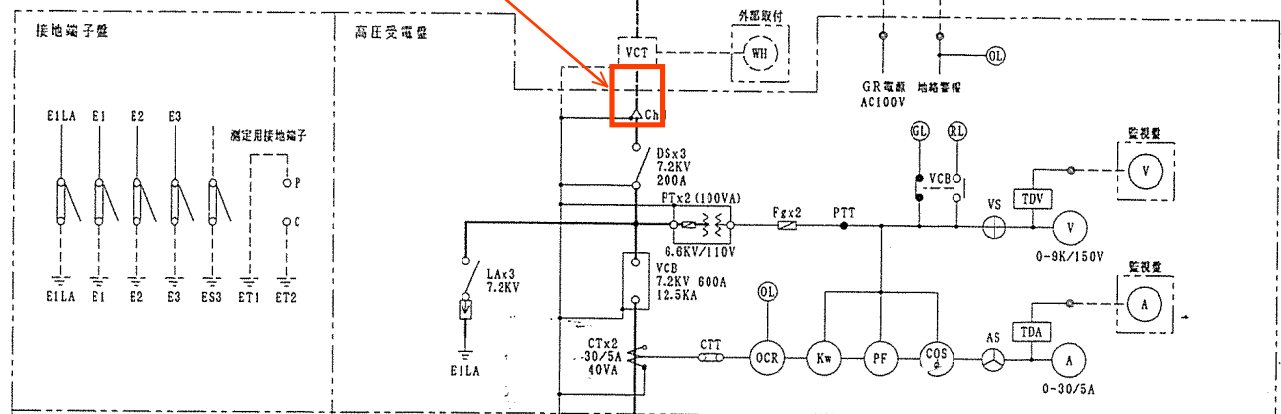 接地端子盤
高圧受電盤
外部取付
VCT
WH
OL
GR電源
AC100V
地絡警報
Ch
E1LA
E1
E2
E3
測定用接地端子
P
C
E1LA
E1
E2
E3
ES3
ET1
ET2
DSx3
7.2KV
200A
PTx2 (100VA)
6.6KV/110V
Fgx2
PTT
GL
RL
VCB
VS
TDV
V
0-9K/150V
監視盤
V
LAx3
7.2KV
E1LA
VCB
7.2KV 600A
12.5KA
CTx2
30/5A
40VA
CTT
OL
OCR
Kw
PF
COS
φ
AS
TDA
A
0-30/5A
監視盤
A